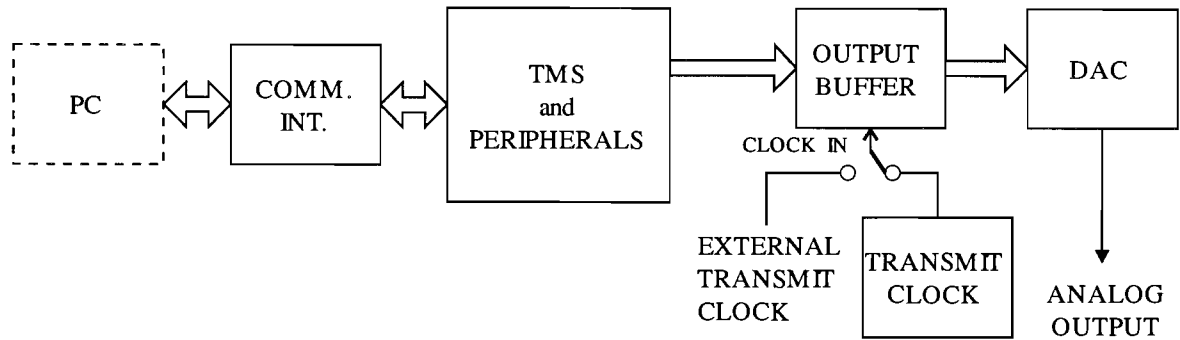 PC
COMM.
INT.
TMS
and
PERIPHERALS
OUTPUT
BUFFER
DAC
CLOCK IN
EXTERNAL
TRANSMIT
CLOCK
TRANSMIT
CLOCK
ANALOG
OUTPUT